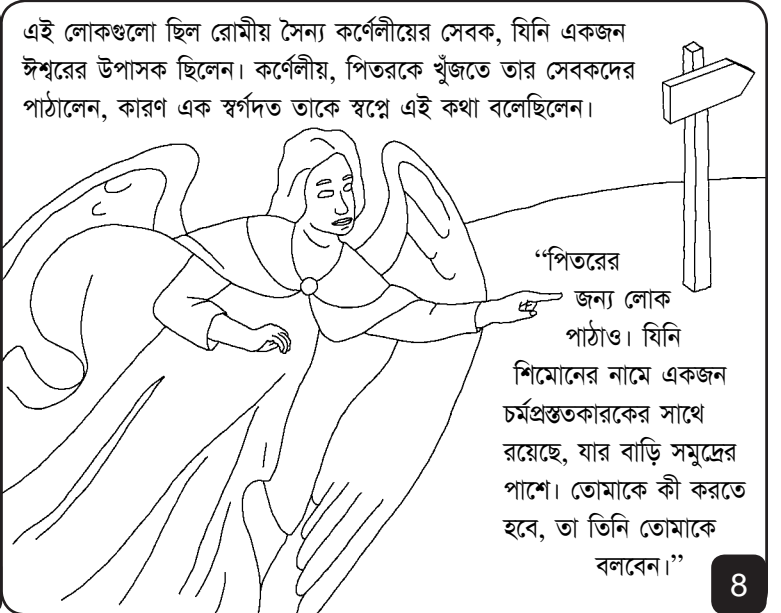 এই লোকগুলো ছিল রোমীয় সৈন্য কর্ণেলীয়ের সেবক, যিনি একজন
ঈশ্বরের উপাসক ছিলেন। কর্ণেলীয়, পিতরকে খুঁজতে তার সেবকদের
পাঠালেন, কারণ এক স্বর্গদত তাকে স্বপ্নে এই কথা বলেছিলেন।
“পিতরের
জন্য লোক
পাঠাও। যিনি
শিমোনের নামে একজন
চর্মপ্রস্তুতকারকের সাথে
রয়েছে, যার বাড়ি সমুদ্রের
পাশে। তোমাকে কী করতে
হবে, তা তিনি তোমাকে
বলবেন।”
8